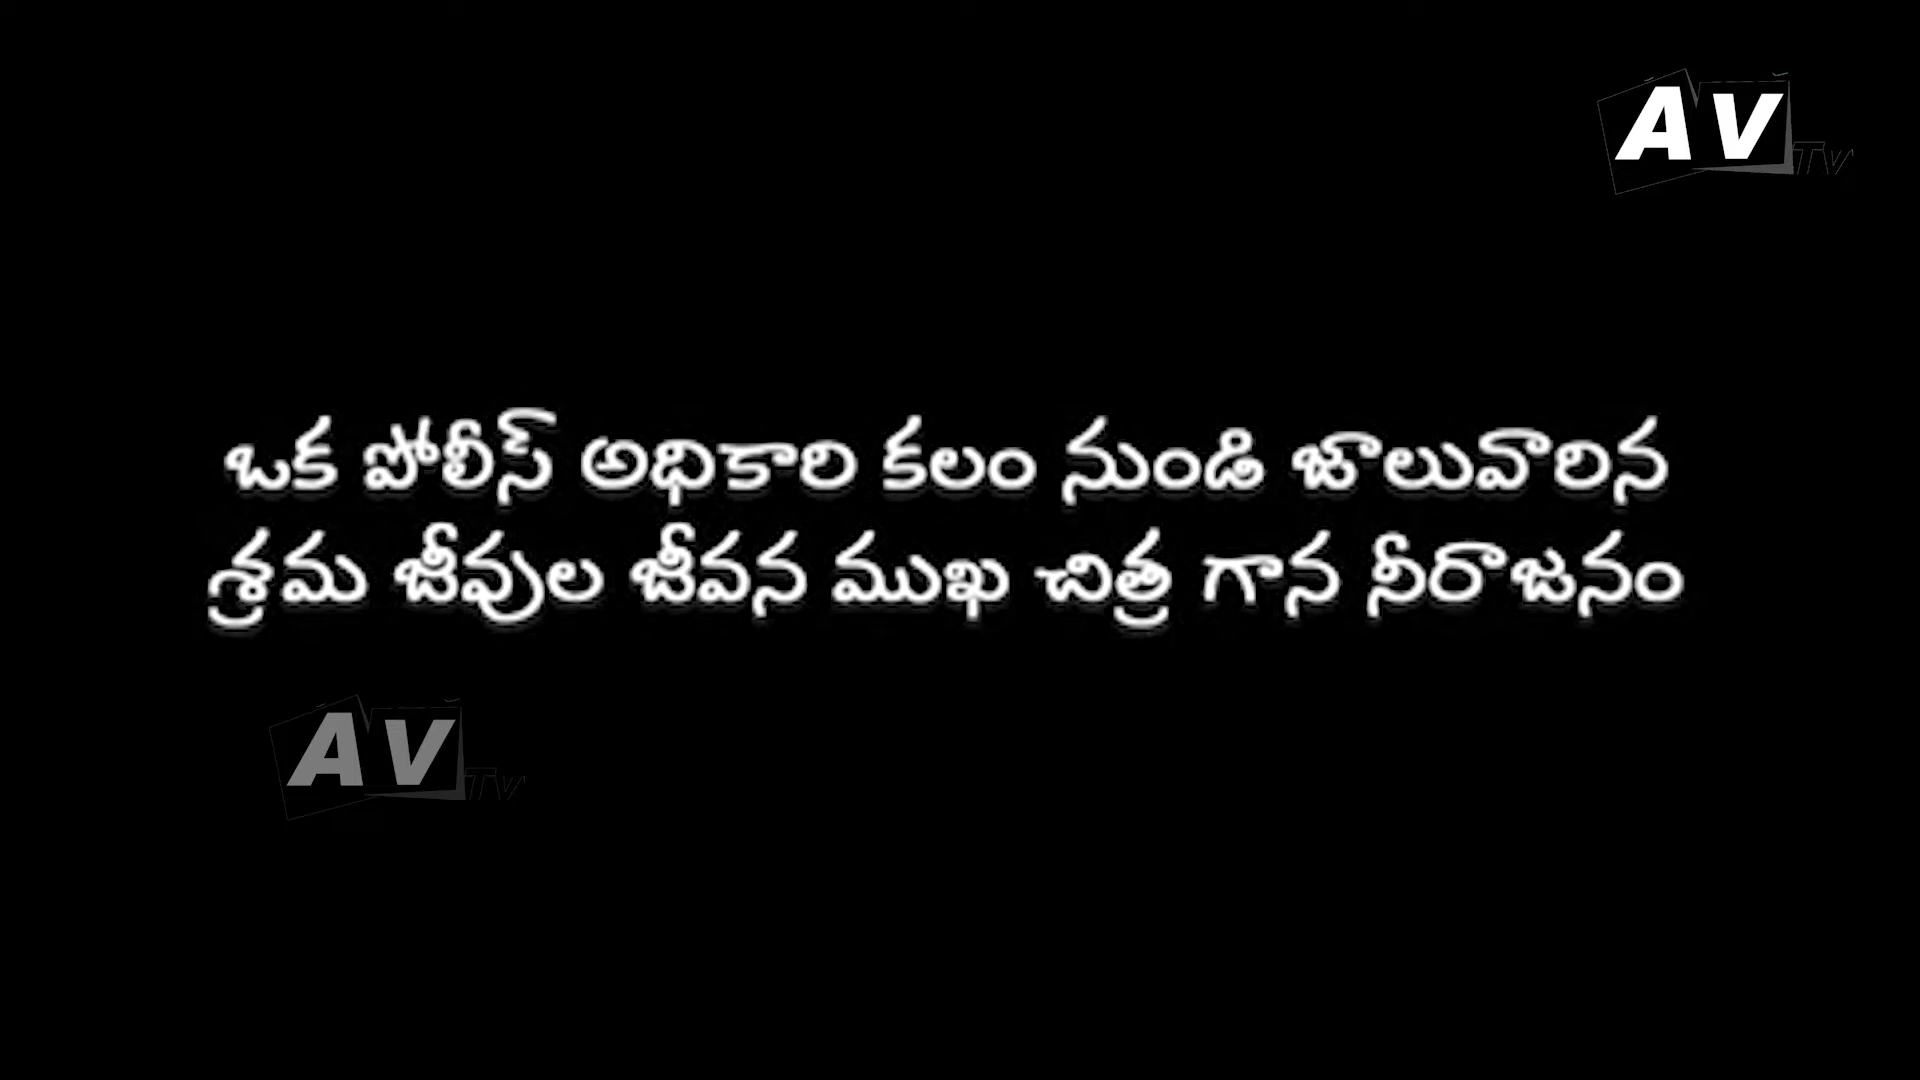 AV Tv
ఒక పోలీస్ అధికారి కలం నుండి జాలువారిన
శ్రమ జీవుల జీవన ముఖ చిత్ర గాన నీరాజనం
AV Tv